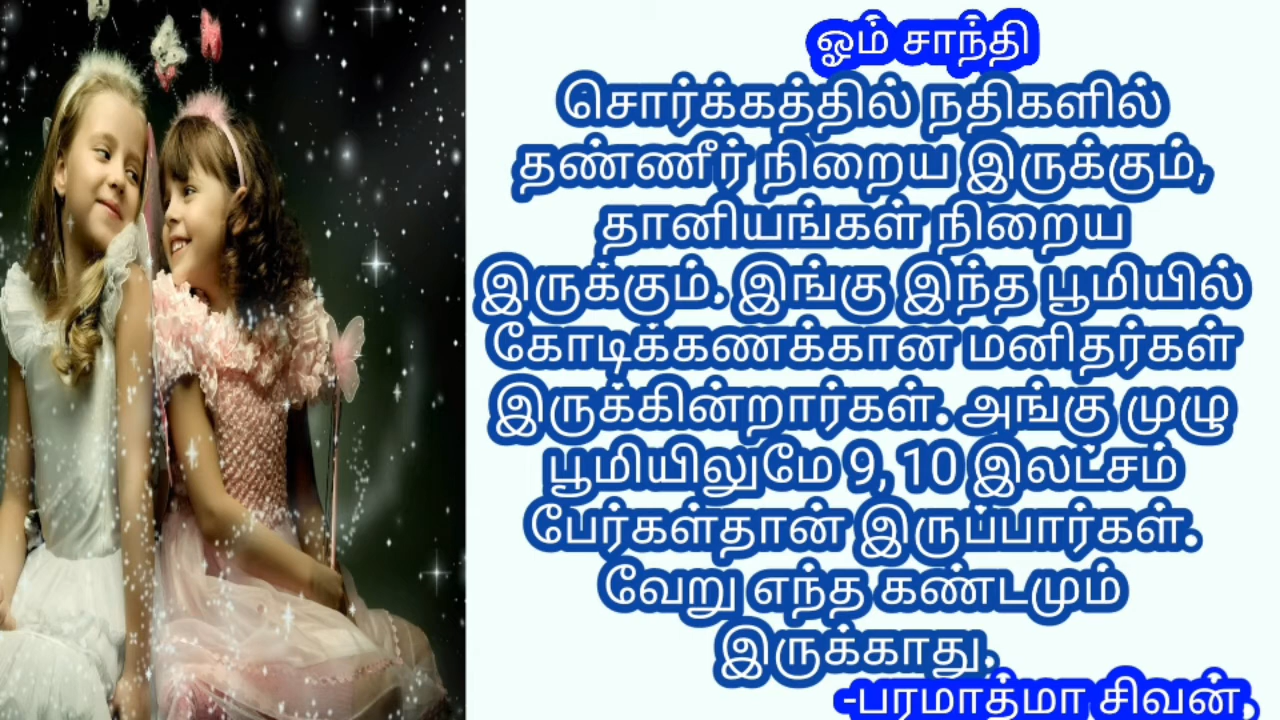 ஓம் சாந்தி
சொர்க்கத்தில் நதிகளில்
தண்ணீர் நிறைய இருக்கும்,
தானியங்கள் நிறைய
இருக்கும். இங்கு இந்த பூமியில்
கோடிக்கணக்கான மனிதர்கள்
இருக்கின்றார்கள். அங்கு முழு
பூமியிலுமே 9, 10 இலட்சம்
பேர்கள்தான் இருப்பார்கள்.
வேறு எந்த கண்டமும்
இருக்காது.
-பரமாத்மா சிவன்.